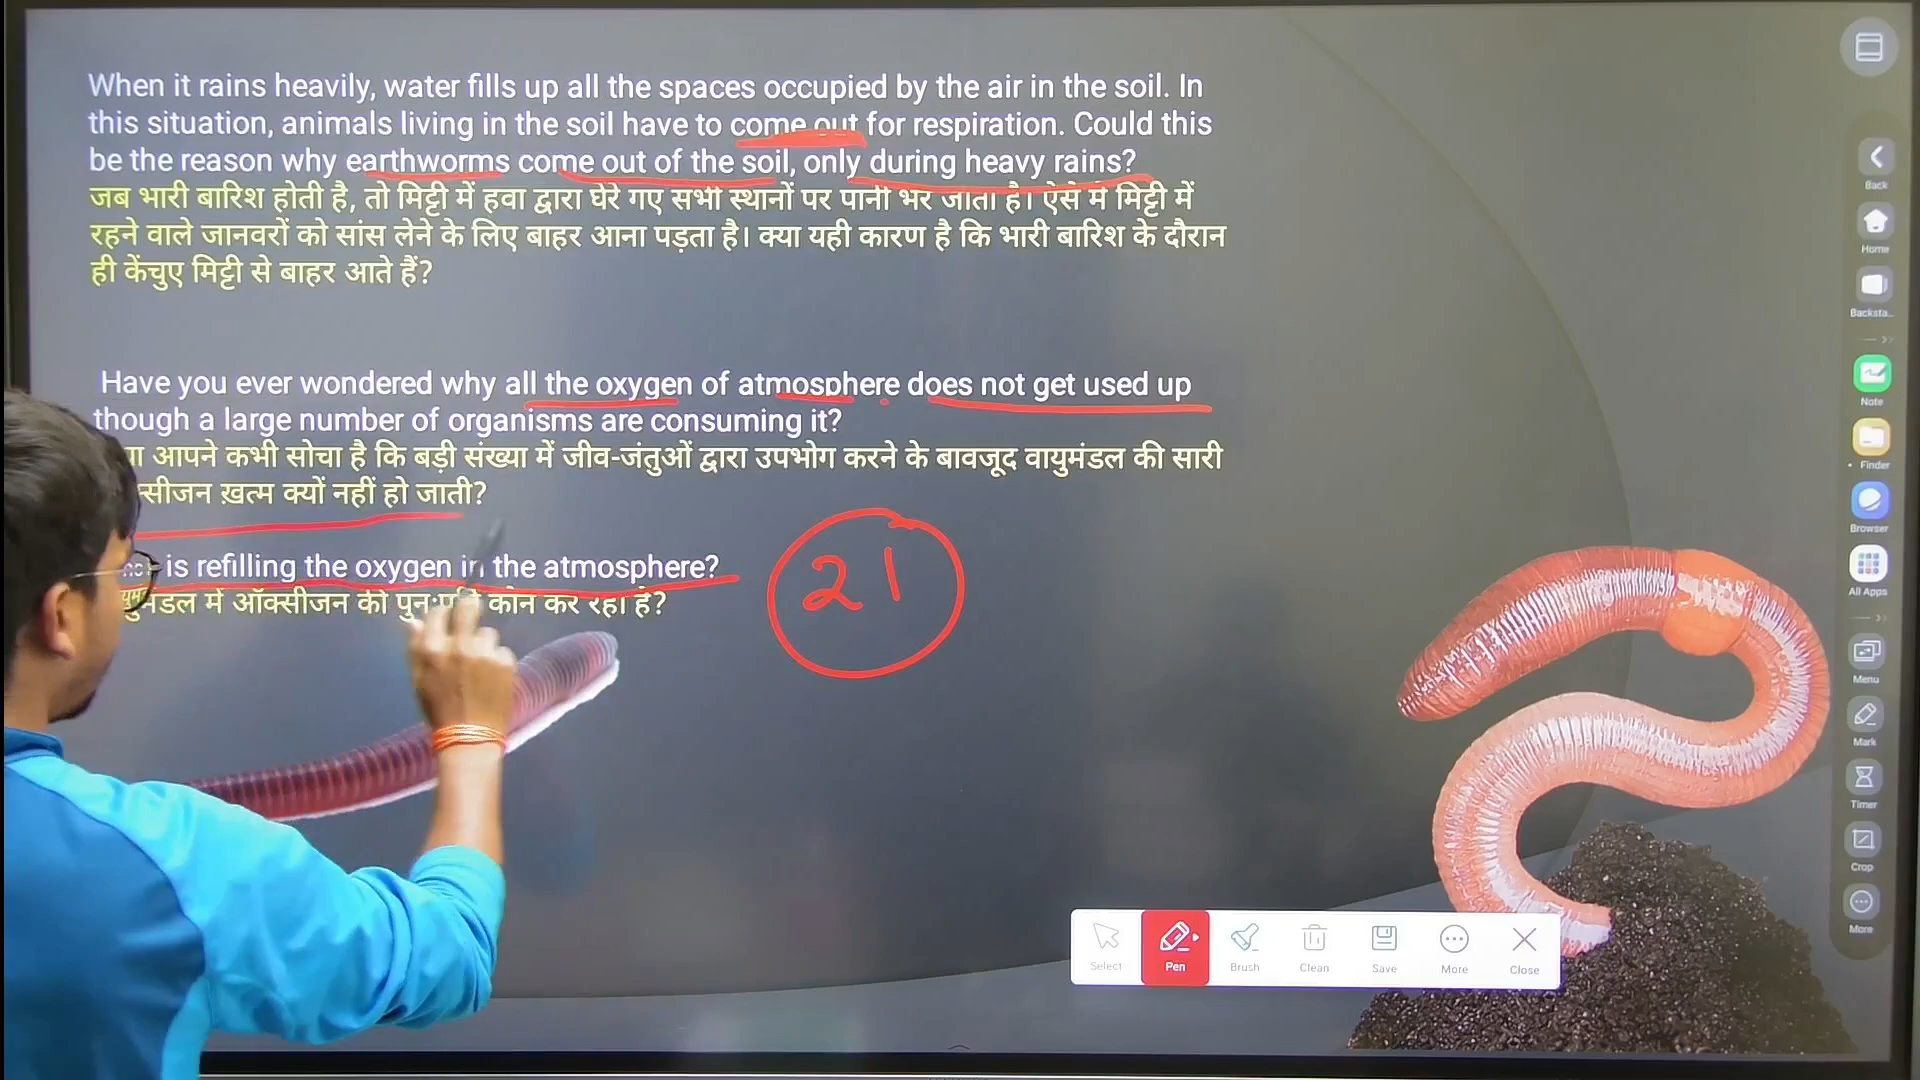 When it rains heavily, water fills up all the spaces occupied by the air in the soil. In
this situation, animals living in the soil have to come out for respiration. Could this
be the reason why earthworms come out of the soil, only during heavy rains?
जब भारी बारिश होती है, तो मिट्टी में हवा द्वारा घेरे गए सभी स्थानों पर पानी भर जाता है। ऐसे में मिट्टी में
रहने वाले जानवरों को सांस लेने के लिए बाहर आना पड़ता है। क्या यही कारण है कि भारी बारिश के दौरान
ही केंचुए मिट्टी से बाहर आते हैं?
Have you ever wondered why all the oxygen of atmosphere does not get used up
though a large number of organisms are consuming it?
आपने कभी सोचा है कि बड़ी संख्या में जीव-जंतुओं द्वारा उपभोग करने के बावजूद वायुमंडल की सारी
ख़त्म क्यों नहीं हो जाती?
is refilling the oxygen in the atmosphere?
में ऑक्सीजन की कौन कर रहा है?
21
Back
Home
Backsta...
Note
Finder
Browser
All Apps
Menu
Mark
Timer
Crop
More
Select
Pen
Brush
Clean
Save
More
Close